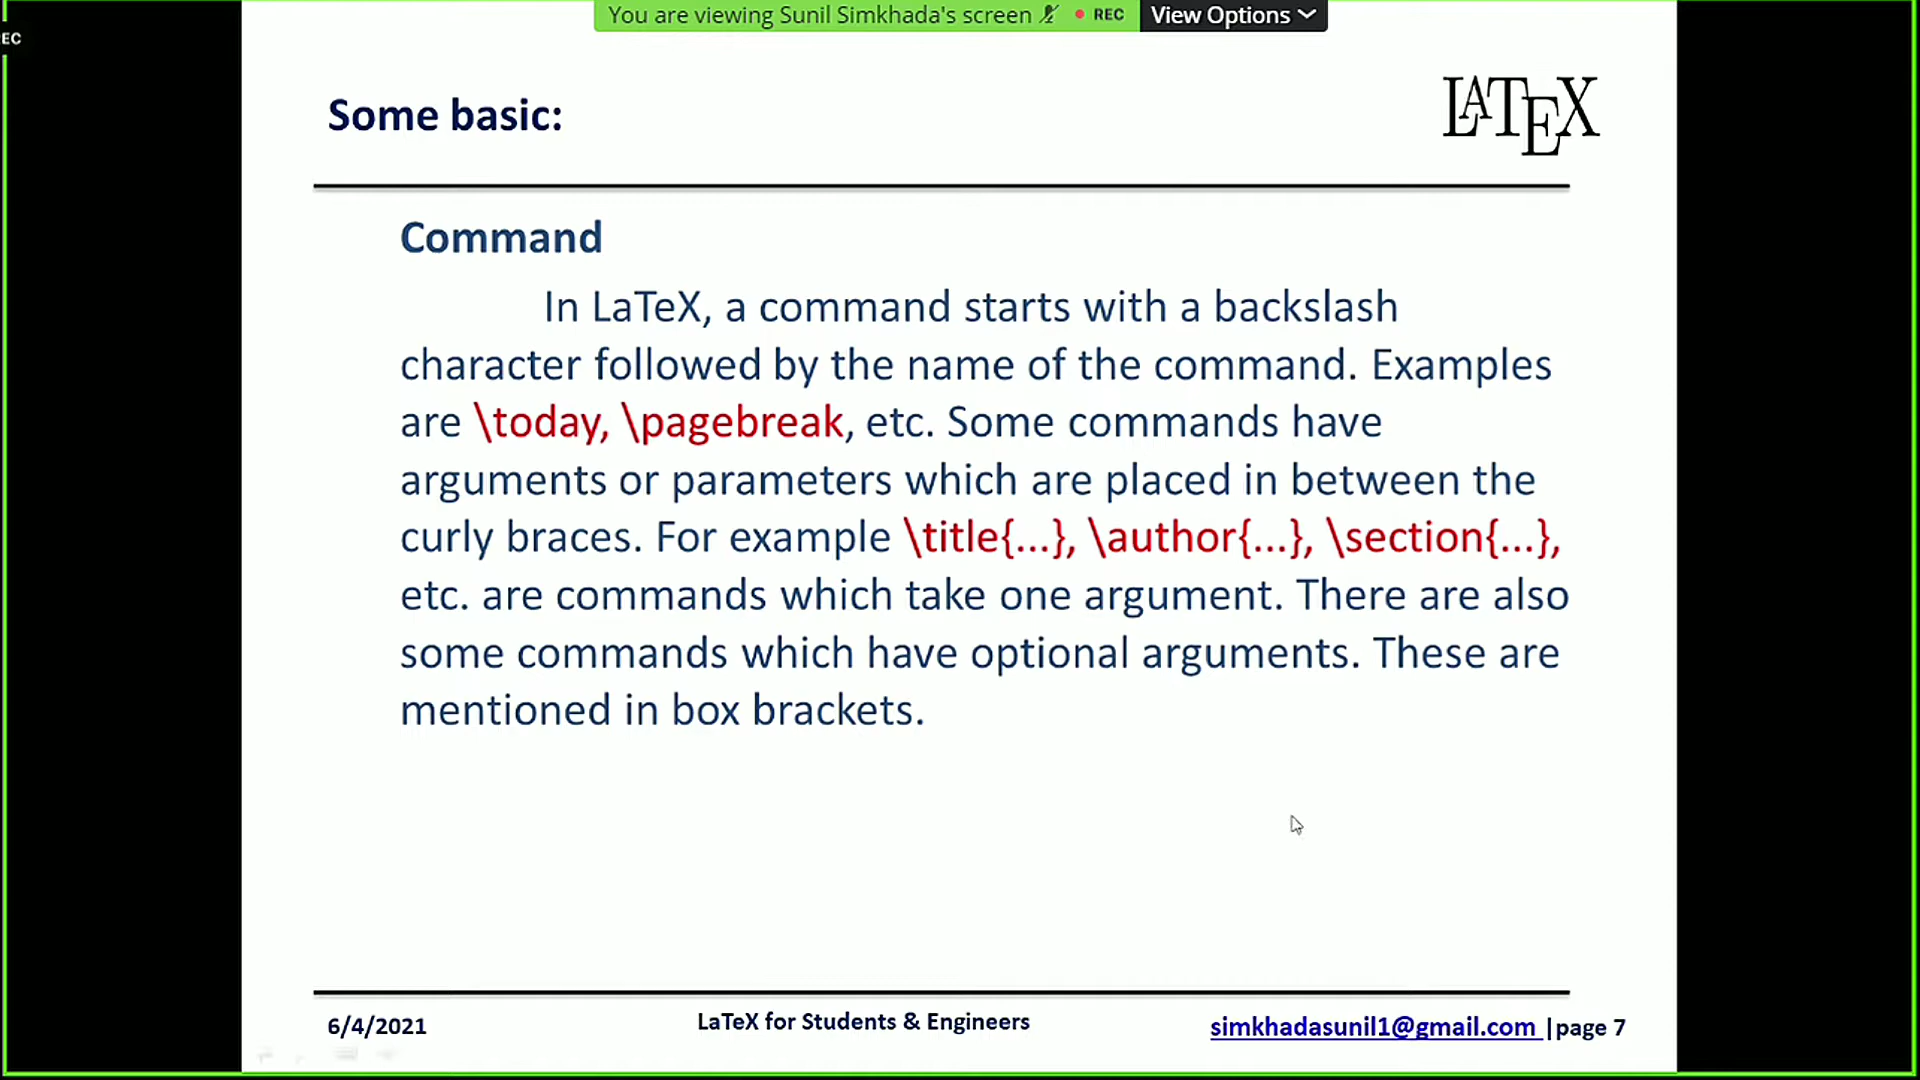 You are viewing Sunil Simkhada's screen REC View Options
EC
Some basic:
LATEX
Command
In LaTeX, a command starts with a backslash
character followed by the name of the command. Examples
are \today, \pagebreak, etc. Some commands have
arguments or parameters which are placed in between the
curly braces. For example \title{...}, \author{...}, \section{...},
etc. are commands which take one argument. There are also
some commands which have optional arguments. These are
mentioned in box brackets.
6/4/2021 LaTeX for Students & Engineers simkhadasunil1@gmail.com |page 7